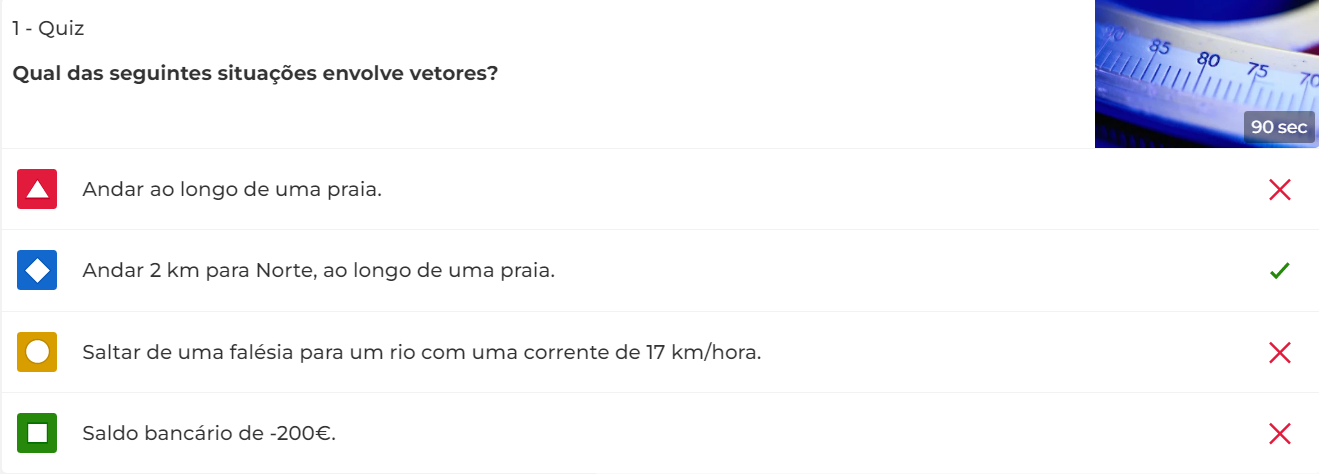 1 - Quiz
Qual das seguintes situações envolve vetores?
90 85 80 75 70
90 sec
Andar ao longo de uma praia.
Andar 2 km para Norte, ao longo de uma praia.
Saltar de uma falésia para um rio com uma corrente de 17 km/hora.
Saldo bancário de -200€.